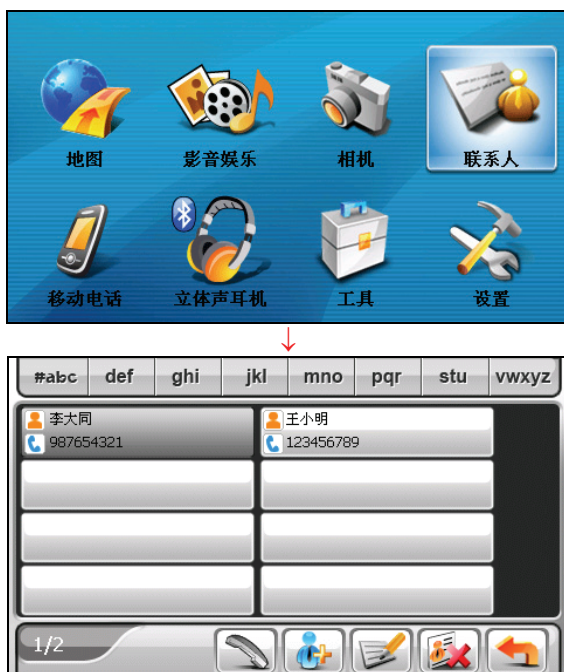 地图 影音娱乐 相机 联系人
移动电话 立体声耳机 工具 设置
↓
#abc def ghi jkl mno pqr stu vwxyz
李大同 王小明
987654321 123456789
1/2